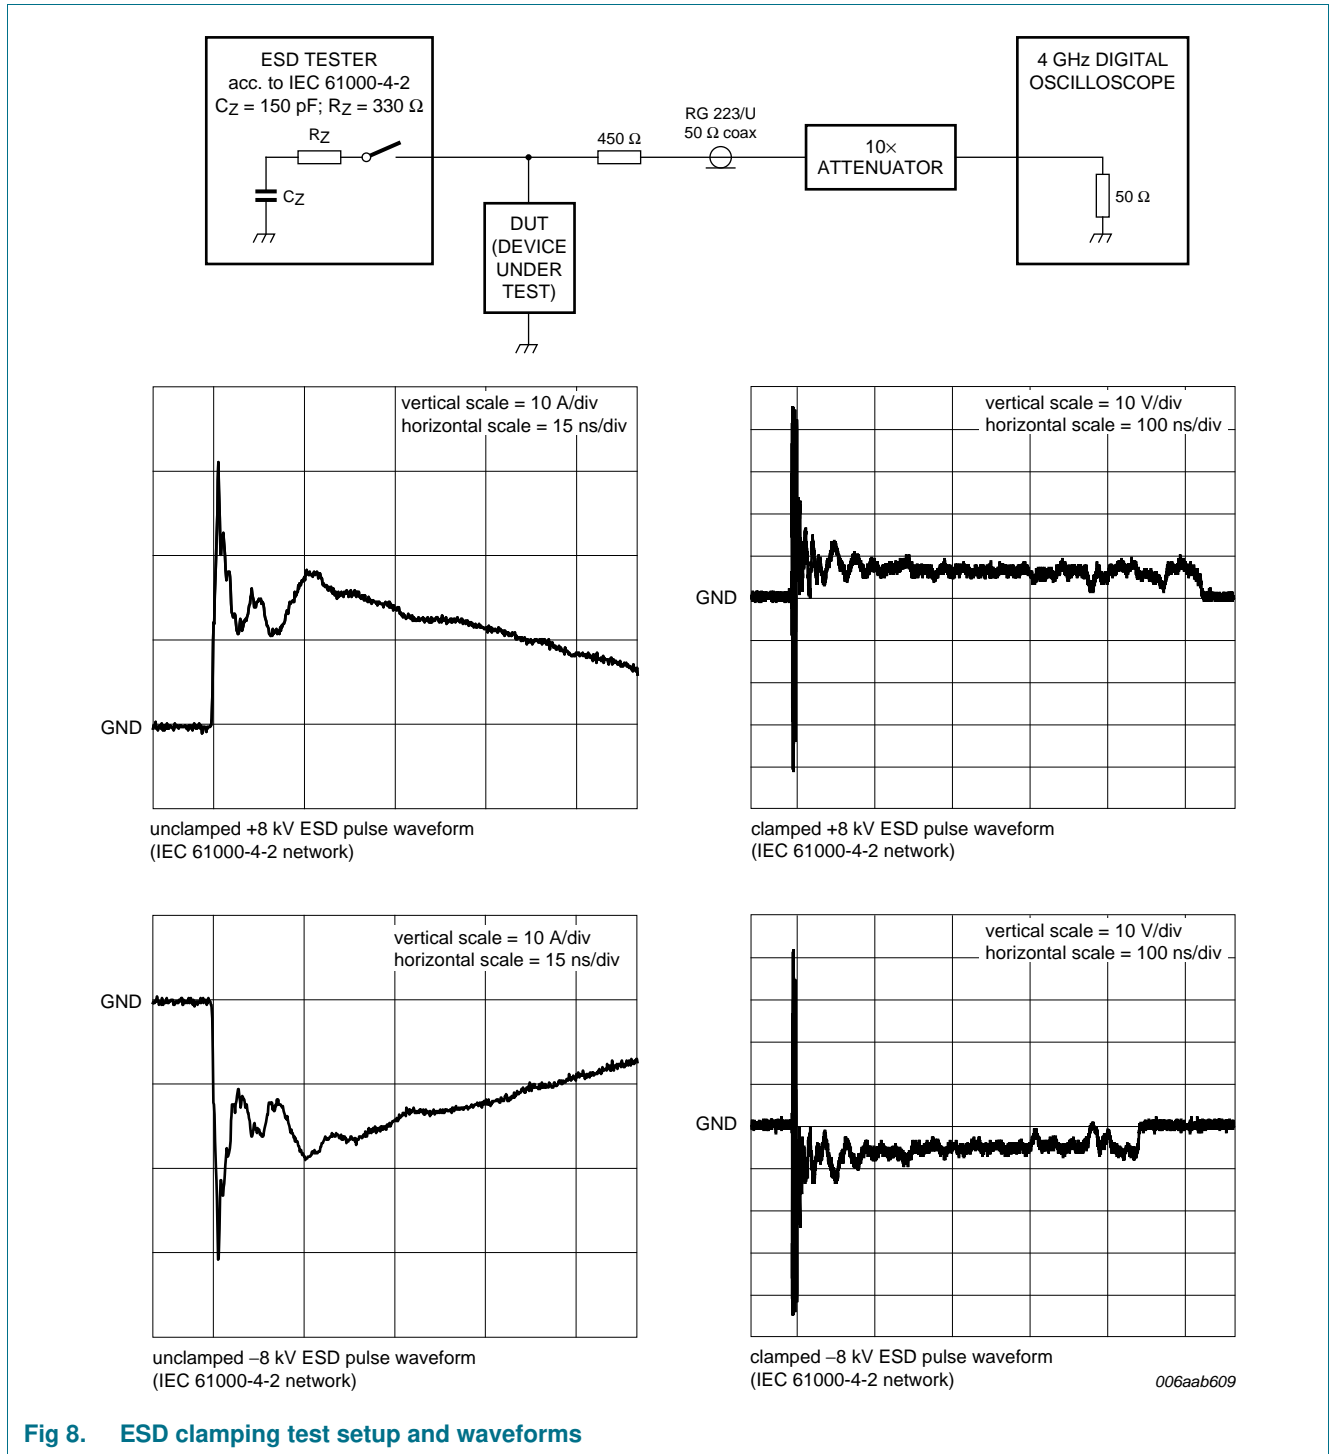 ESD TESTER
acc. to IEC 61000-4-2
CZ = 150 pF; RZ = 330 Ω
RZ
CZ
450 Ω
RG 223/U
50 Ω coax
10×
ATTENUATOR
4 GHz DIGITAL
OSCILLOSCOPE
50 Ω
DUT
(DEVICE
UNDER
TEST)
vertical scale = 10 A/div
horizontal scale = 15 ns/div
GND
unclamped +8 kV ESD pulse waveform
(IEC 61000-4-2 network)
vertical scale = 10 V/div
horizontal scale = 100 ns/div
GND
clamped +8 kV ESD pulse waveform
(IEC 61000-4-2 network)
vertical scale = 10 A/div
horizontal scale = 15 ns/div
GND
unclamped −8 kV ESD pulse waveform
(IEC 61000-4-2 network)
vertical scale = 10 V/div
horizontal scale = 100 ns/div
GND
clamped −8 kV ESD pulse waveform
(IEC 61000-4-2 network)
006aab609
Fig 8. ESD clamping test setup and waveforms